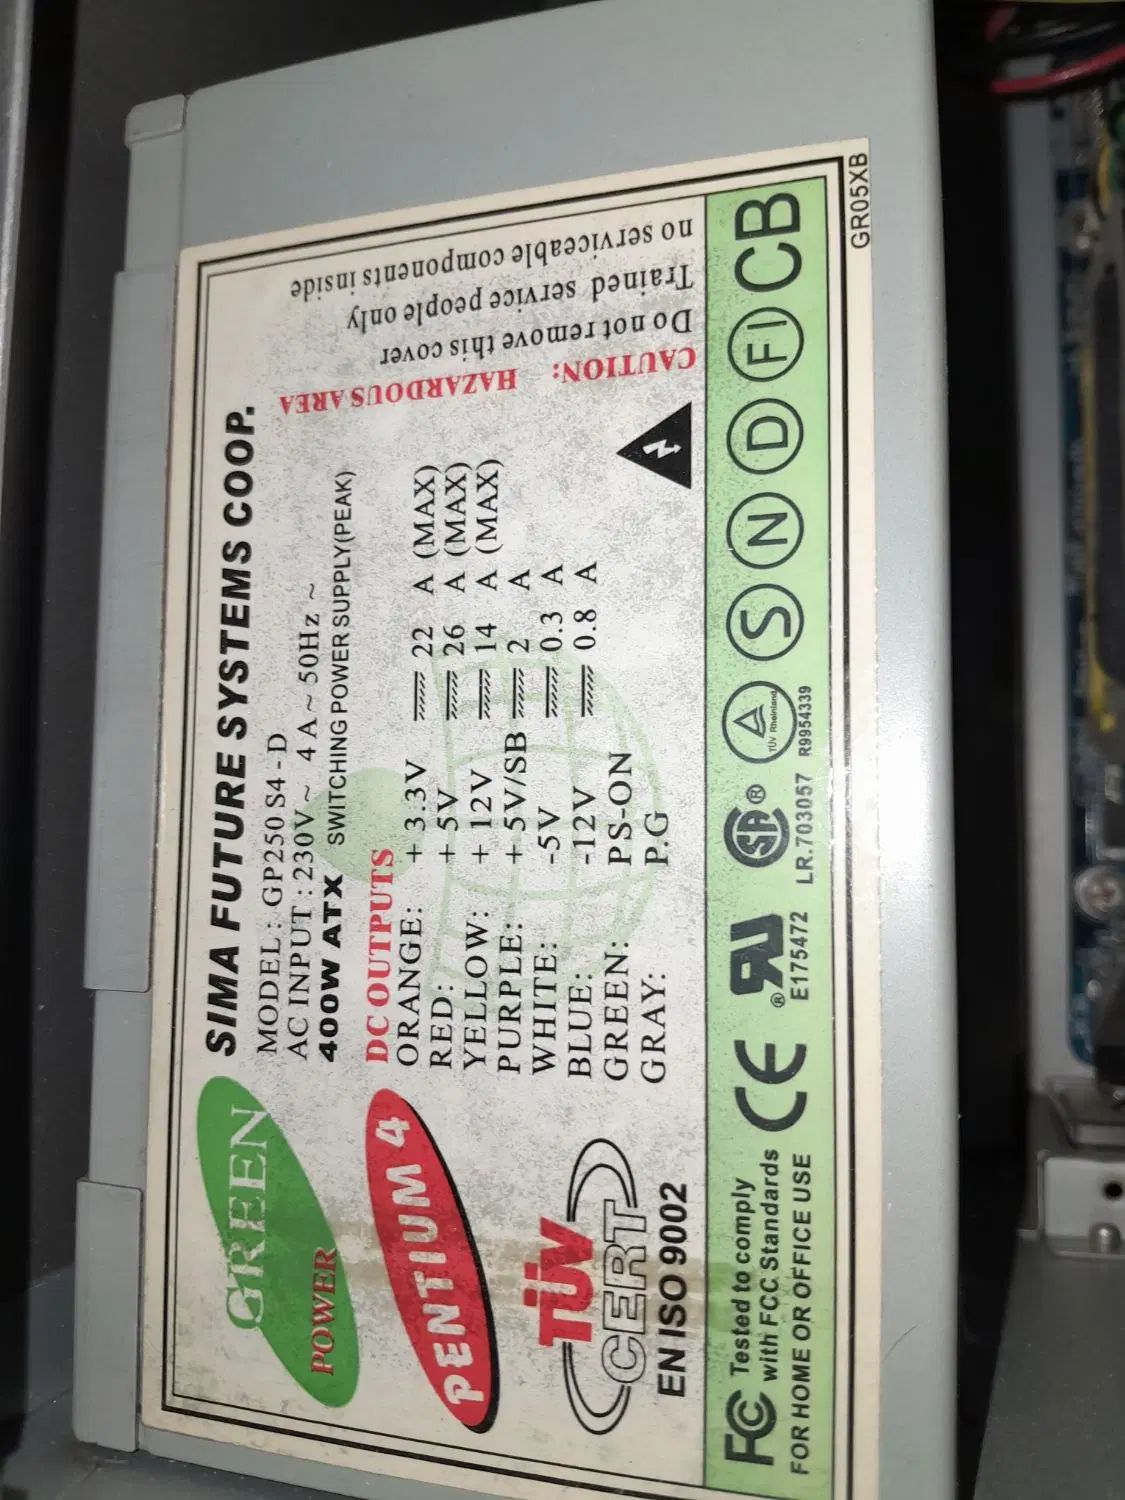 GREEN
POWER
SIMA FUTURE SYSTEMS COOP.
MODEL : GP250 S4 -D
AC INPUT : 230V ~ 4 A ~ 50Hz ~
400W ATX SWITCHING POWER SUPPLY(PEAK)
PENTIUM 4
DC OUTPUTS
ORANGE: + 3.3V 22 A (MAX)
RED: + 5V 26 A (MAX)
YELLOW: + 12V 14 A (MAX)
PURPLE: + 5V/SB 2 A
WHITE: -5V 0.3 A
BLUE: -12V 0.8 A
GREEN: PS-ON
GRAY: P.G
TÜV
CERT
EN ISO 9002
CAUTION: HAZARDOUS AREA
Do not remove this cover
Trained service people only
no serviceable components inside
FC Tested to comply
with FCC Standards
FOR HOME OR OFFICE USE
CE
RU ®
E175472
SA ®
LR.703057
TÜV Rheinland
R9954339
S N D FI CB
GR05XB